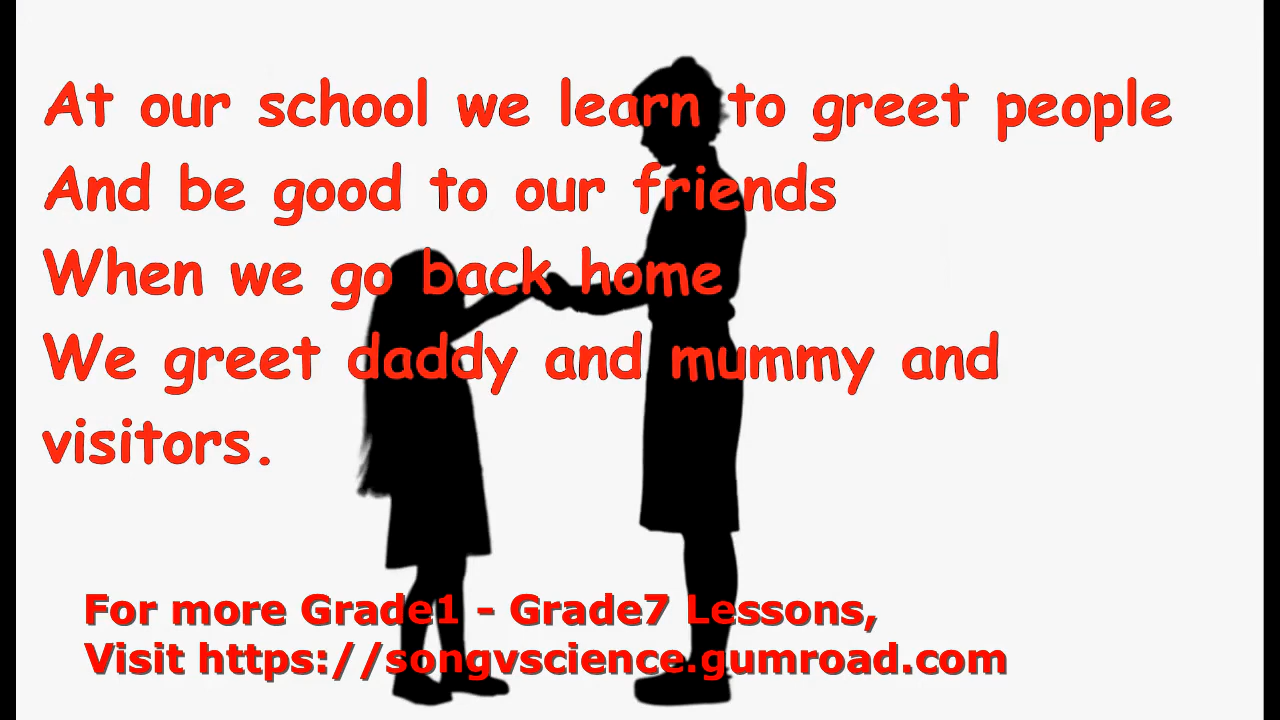 At our school we learn to greet people
And be good to our friends
When we go back home
We greet daddy and mummy and
visitors.
For more Grade1 - Grade7 Lessons,
Visit https://songvscience.gumroad.com